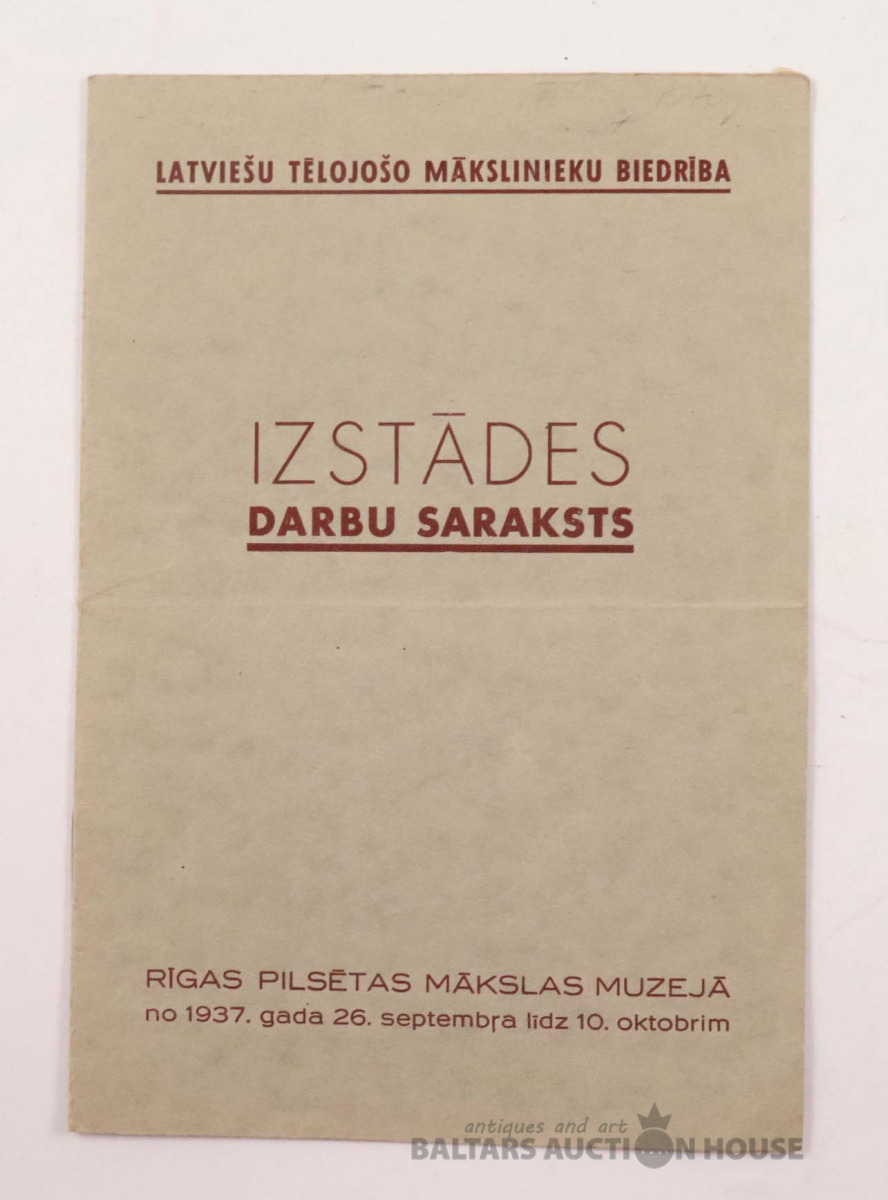 LATVIEŠU TĒLOJOŠO MĀKSLINIEKU BIEDRĪBA
IZSTĀDES
DARBU SARAKSTS
RĪGAS PILSĒTAS MĀKSLAS MUZEJĀ
no 1937. gada 26. septembŗa līdz 10. oktobrim
antiques and art
BALTARS AUCTION HOUSE